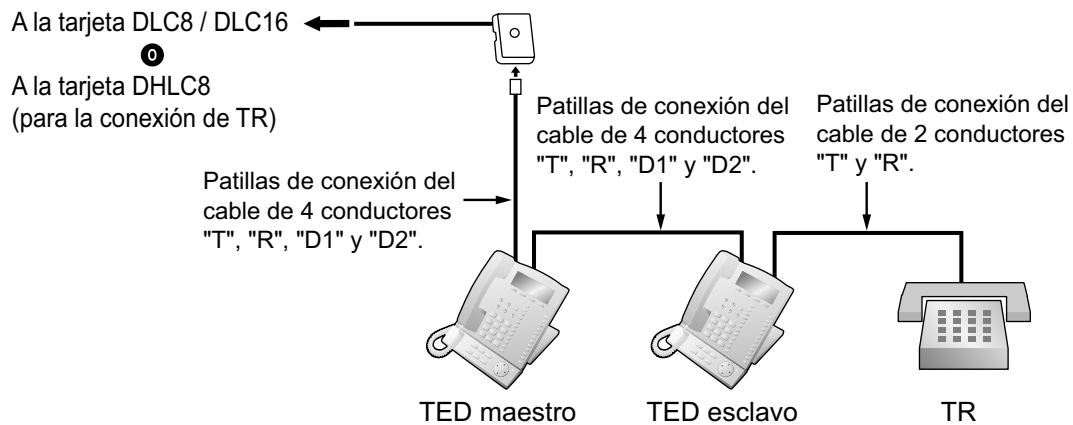 A la tarjeta DLC8 / DLC16
O
A la tarjeta DHLC8
(para la conexión de TR)
Patillas de conexión del
cable de 4 conductores
"T", "R", "D1" y "D2".
Patillas de conexión del
cable de 4 conductores
"T", "R", "D1" y "D2".
Patillas de conexión del
cable de 2 conductores
"T" y "R".
TED maestro
TED esclavo
TR